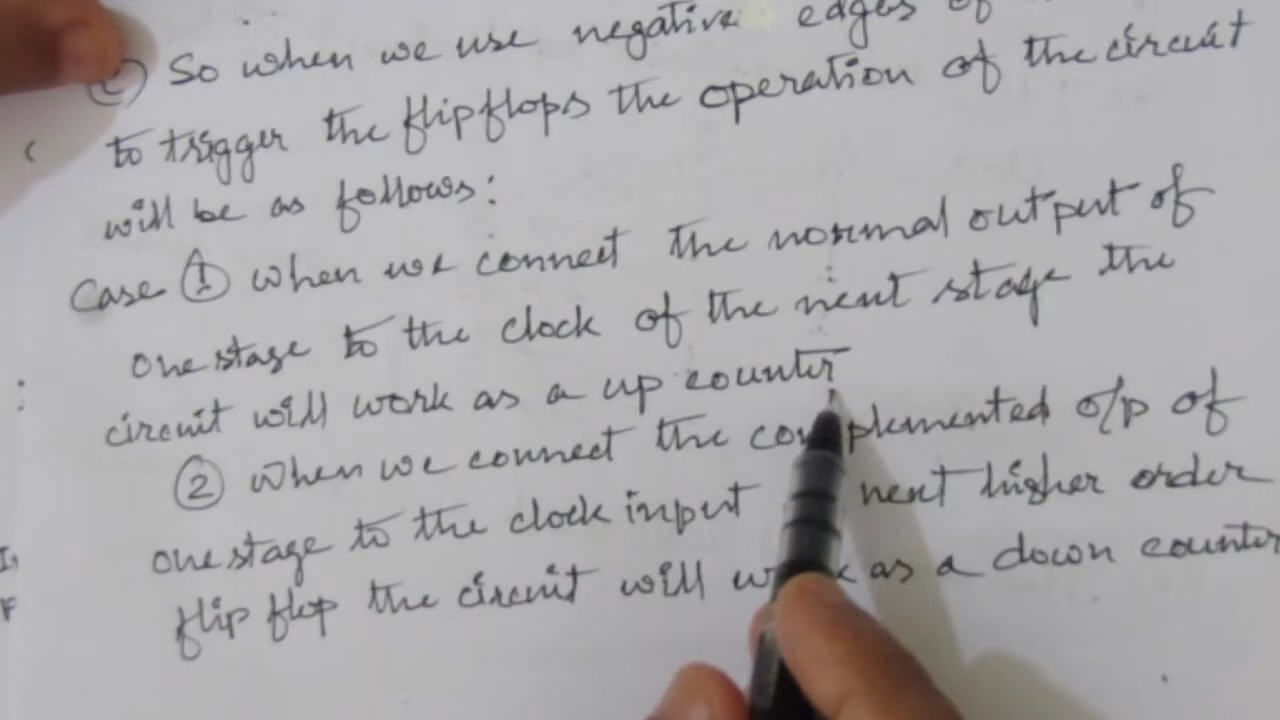 So when we use negative edges of
to trigger the flipflops the operation of the circuit
will be as follows:
Case ① when we connect the normal output of
one stage to the clock of the next stage the
circuit will work as a up counter
② when we connect the complemented o/p of
one stage to the clock input next higher order
flip flop the circuit will work as a down counter